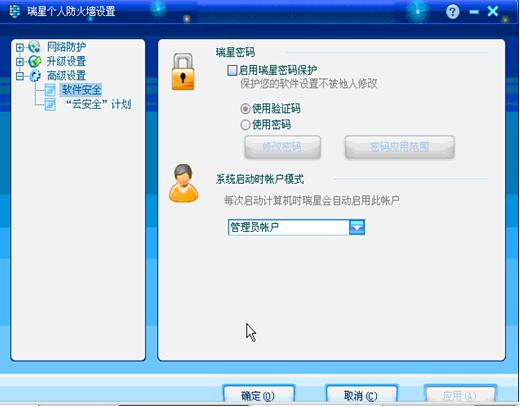 瑞星个人防火墙设置
网络防护
升级设置
高级设置
软件安全
“云安全”计划
瑞星密码
启用瑞星密码保护
保护您的软件设置不被他人修改
使用验证码
使用密码
修改密码 密码应用范围
系统启动时帐户模式
每次启动计算机时瑞星会自动启用此帐户
管理员帐户
确定(O) 取消(C) 应用(A)